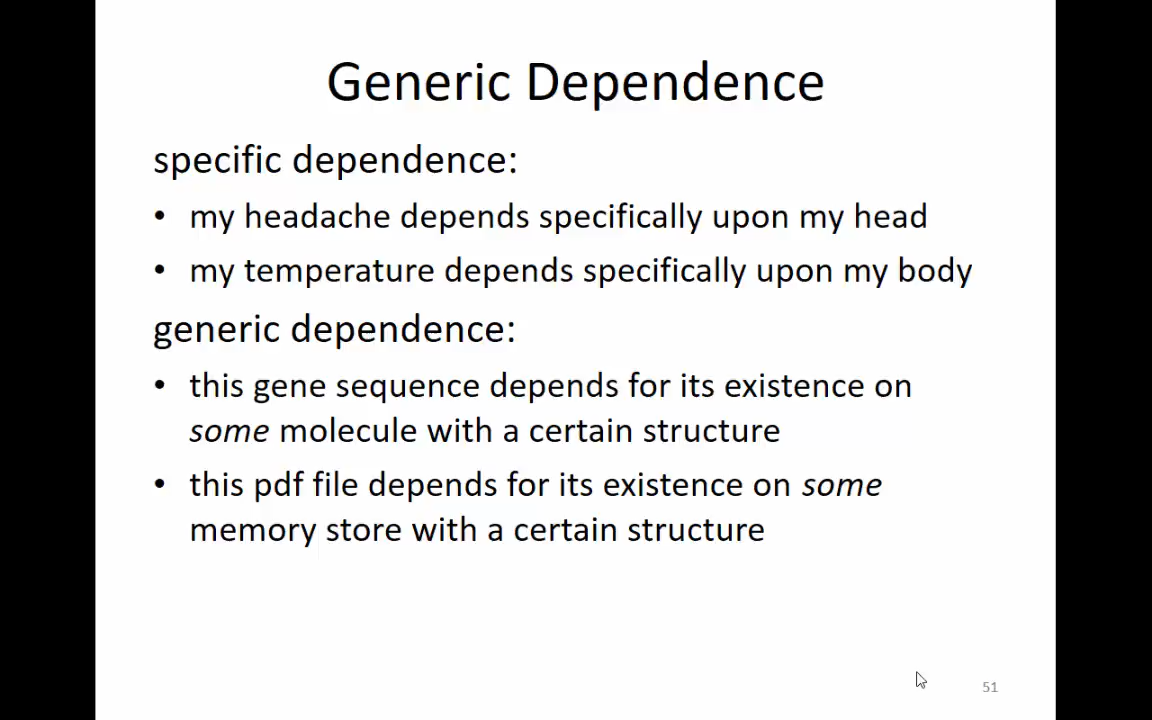 Generic Dependence
specific dependence:
• my headache depends specifically upon my head
• my temperature depends specifically upon my body
generic dependence:
• this gene sequence depends for its existence on
some molecule with a certain structure
• this pdf file depends for its existence on some
memory store with a certain structure
51